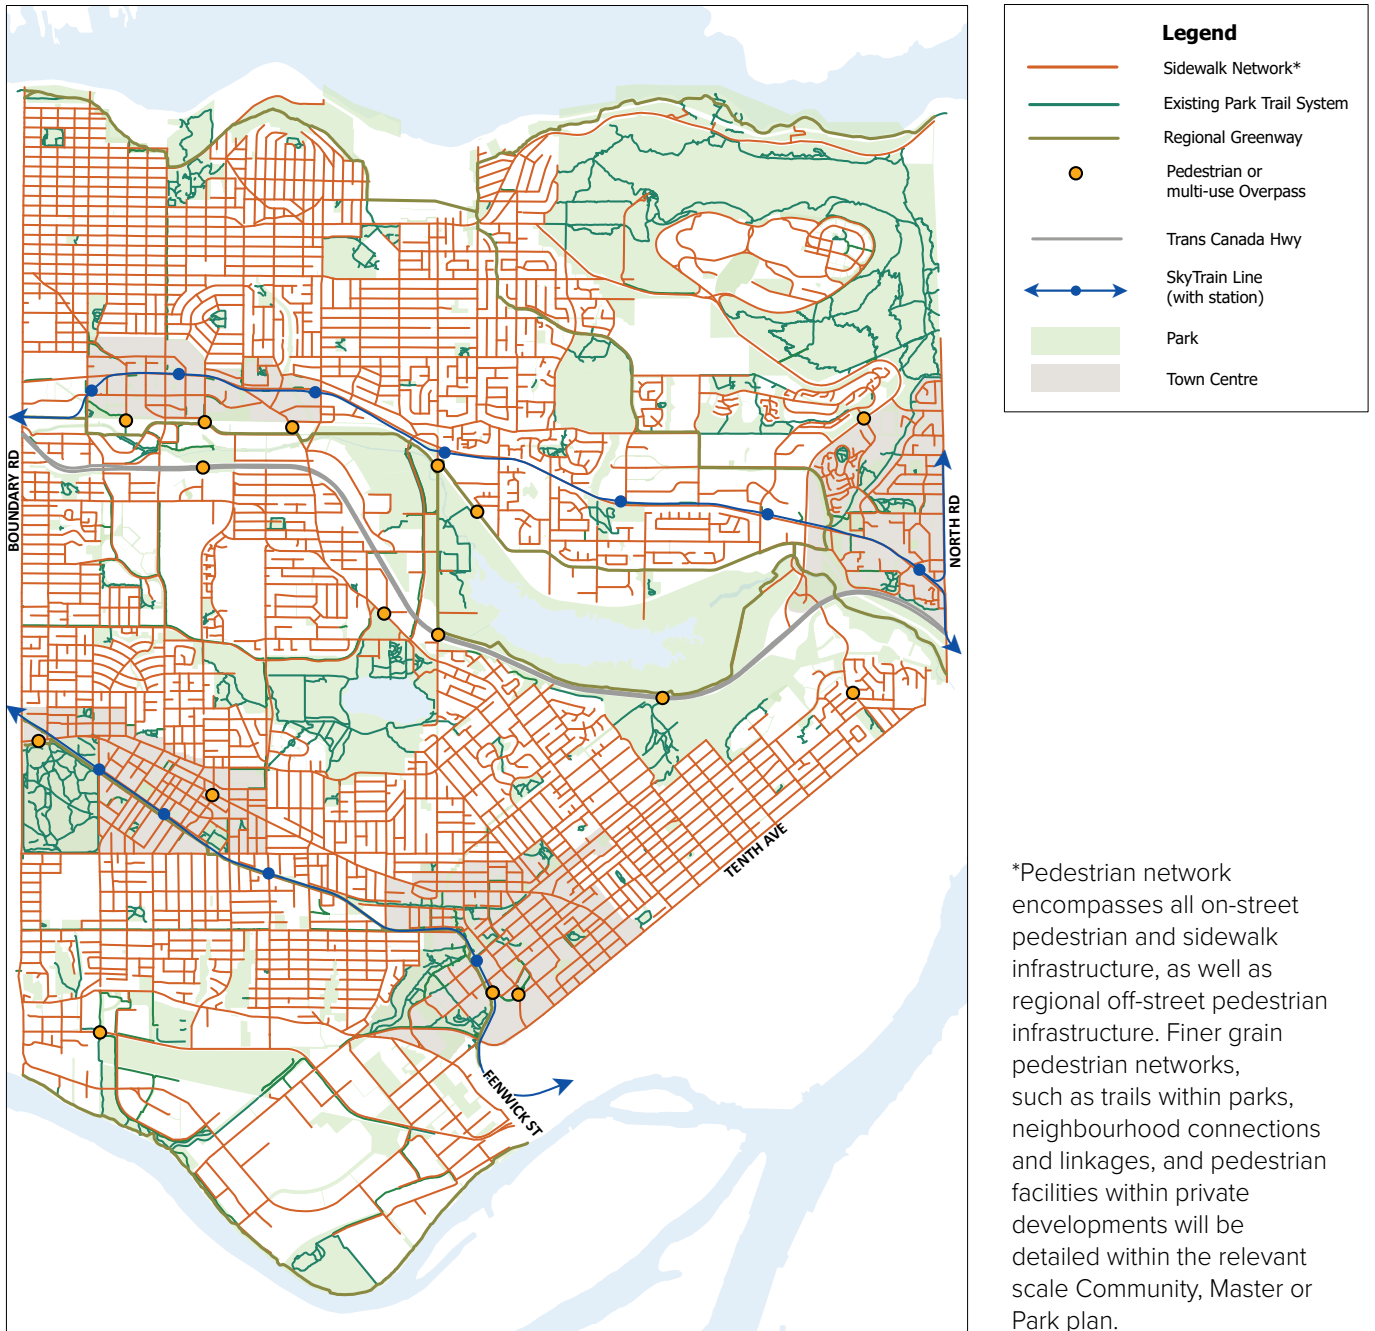 Legend
Sidewalk Network*
Existing Park Trail System
Regional Greenway
Pedestrian or
multi-use Overpass
Trans Canada Hwy
SkyTrain Line
(with station)
Park
Town Centre
BOUNDARY RD
NORTH RD
TENTH AVE
FENWICK ST
*Pedestrian network
encompasses all on-street
pedestrian and sidewalk
infrastructure, as well as
regional off-street pedestrian
infrastructure. Finer grain
pedestrian networks,
such as trails within parks,
neighbourhood connections
and linkages, and pedestrian
facilities within private
developments will be
detailed within the relevant
scale Community, Master or
Park plan.